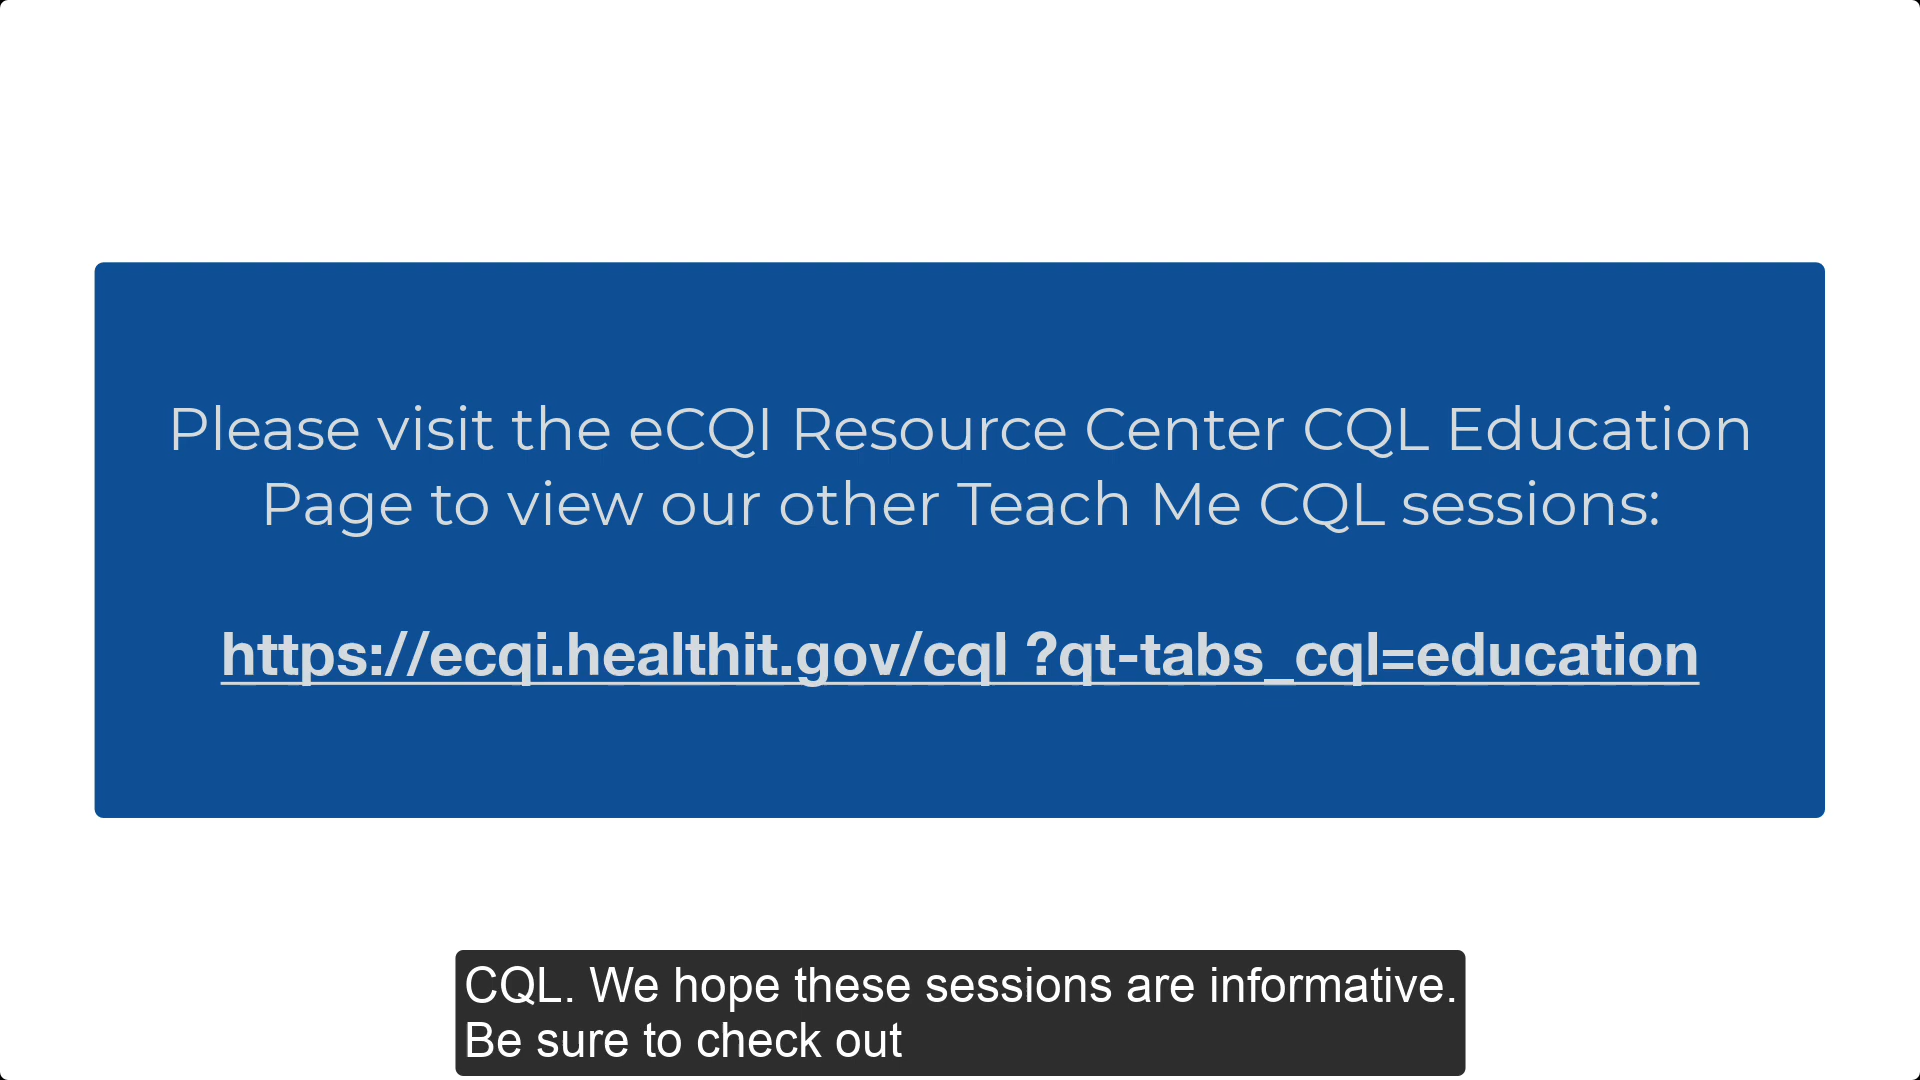 Please visit the eCQI Resource Center CQL Education
Page to view our other Teach Me CQL sessions:
https://ecqi.healthit.gov/cql ?qt-tabs_cql=education
CQL. We hope these sessions are informative.
Be sure to check out